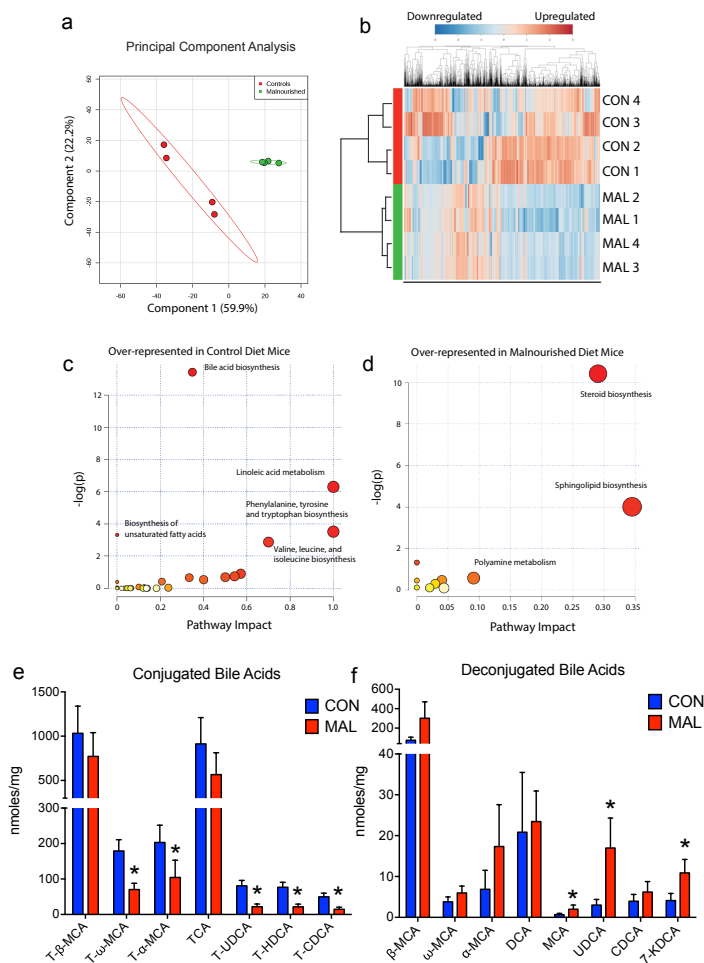 a
Principal Component Analysis
Controls
Malnourished
Component 2 (22.2%)
60
40
20
0
-20
-40
-60
-60 -40 -20 0 20 40
Component 1 (59.9%)
b
Downregulated Upregulated
CON 4
CON 3
CON 2
CON 1
MAL 2
MAL 1
MAL 4
MAL 3
c
Over-represented in Control Diet Mice
Bile acid biosynthesis
Linoleic acid metabolism
Phenylalanine, tyrosine
and tryptophan biosynthesis
Biosynthesis of
unsaturated fatty acids
Valine, leucine, and
isoleucine biosynthesis
-log(p)
12
10
8
6
4
2
0
0.0 0.2 0.4 0.6 0.8 1.0
Pathway Impact
d
Over-represented in Malnourished Diet Mice
Steroid biosynthesis
Sphingolipid biosynthesis
Polyamine metabolism
-log(p)
10
8
6
4
2
0
0 0.05 0.10 0.15 0.20 0.25 0.30 0.35
Pathway Impact
e
Conjugated Bile Acids
CON
MAL
nmoles/mg
1500
1000
500
200
100
0
* * * * *
T-β-MCA T-ω-MCA T-α-MCA TCA T-UDCA T-HDCA T-CDCA
f
Deconjugated Bile Acids
CON
MAL
nmoles/mg
600
400
200
40
20
0
* * *
β-MCA ω-MCA α-MCA DCA MCA UDCA CDCA 7-KDCA